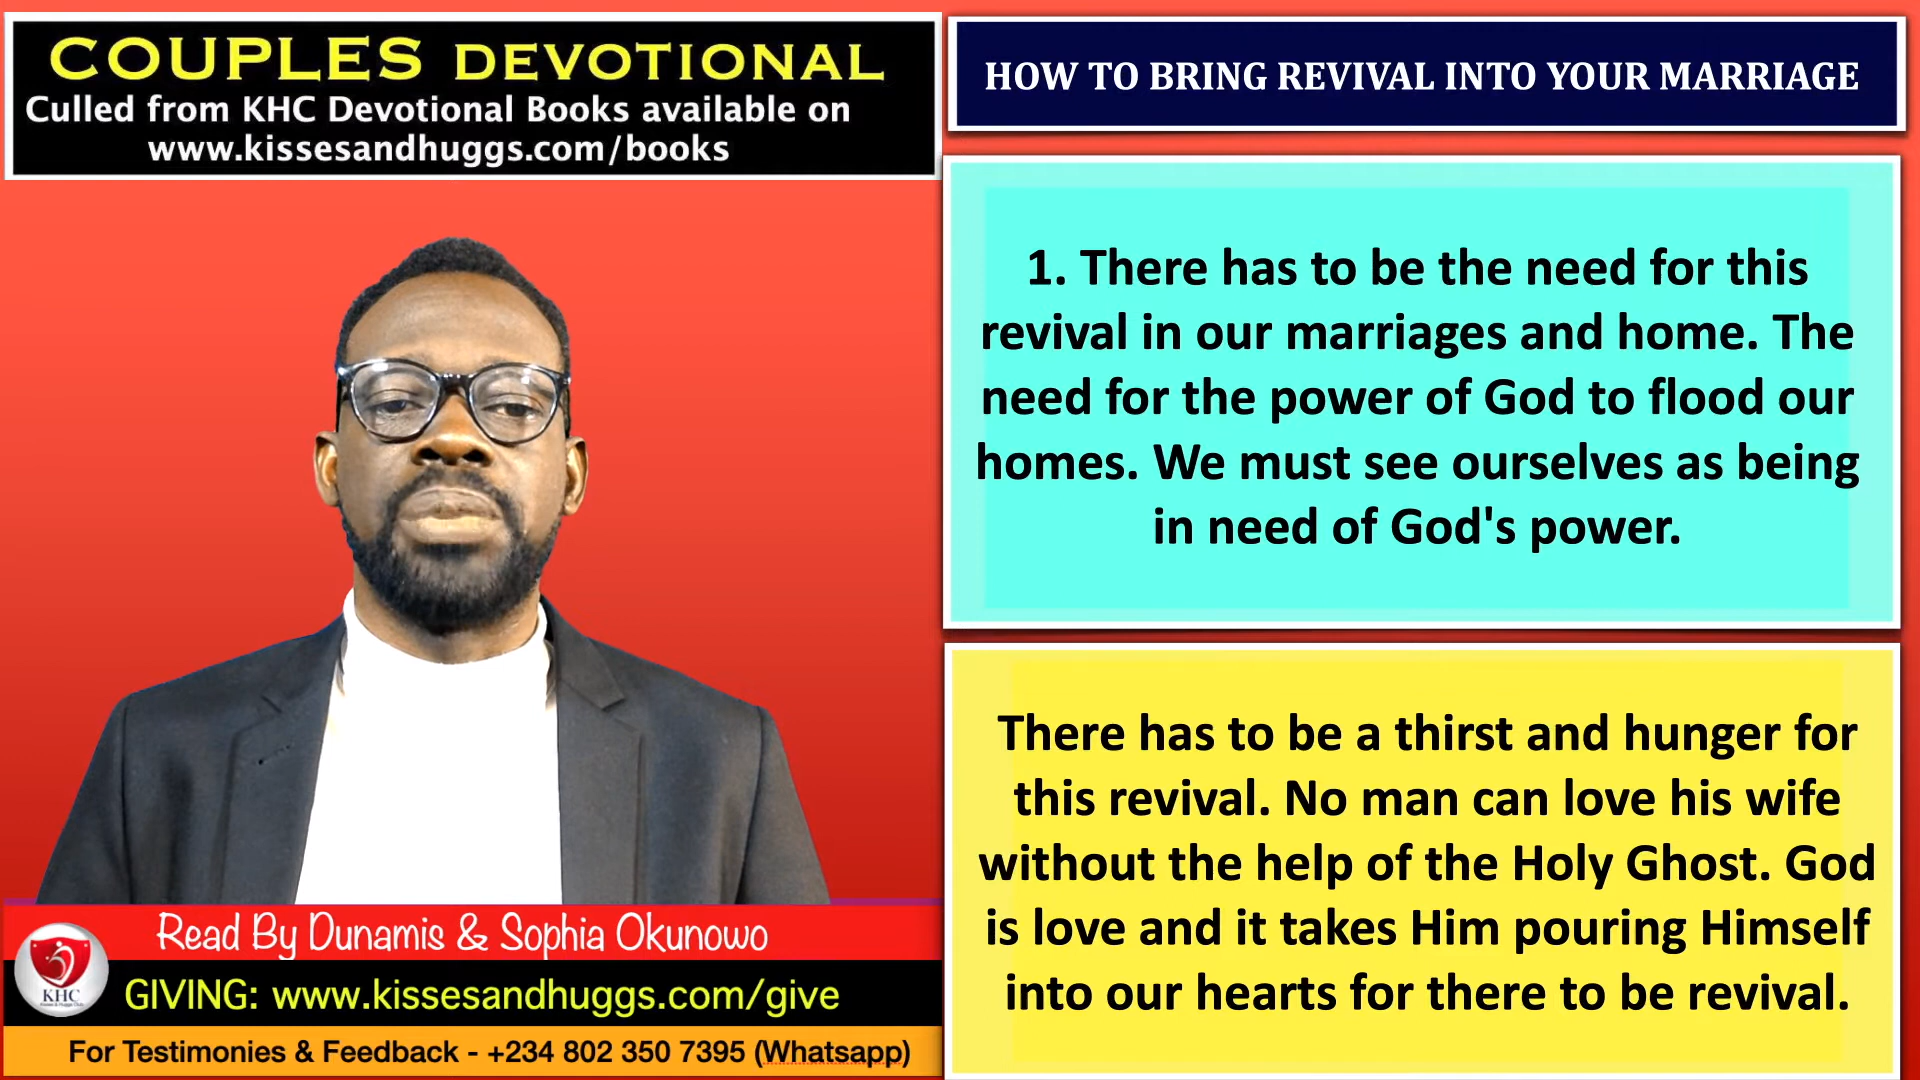 COUPLES DEVOTIONAL
Culled from KHC Devotional Books available on
www.kissesandhuggs.com/books
HOW TO BRING REVIVAL INTO YOUR MARRIAGE
1. There has to be the need for this
revival in our marriages and home. The
need for the power of God to flood our
homes. We must see ourselves as being
in need of God's power.
There has to be a thirst and hunger for
this revival. No man can love his wife
without the help of the Holy Ghost. God
is love and it takes Him pouring Himself
into our hearts for there to be revival.
Read By Dunamis & Sophia Okunowo
KHC
Kisses & Huggs Club
GIVING: www.kissesandhuggs.com/give
For Testimonies & Feedback - +234 802 350 7395 (Whatsapp)